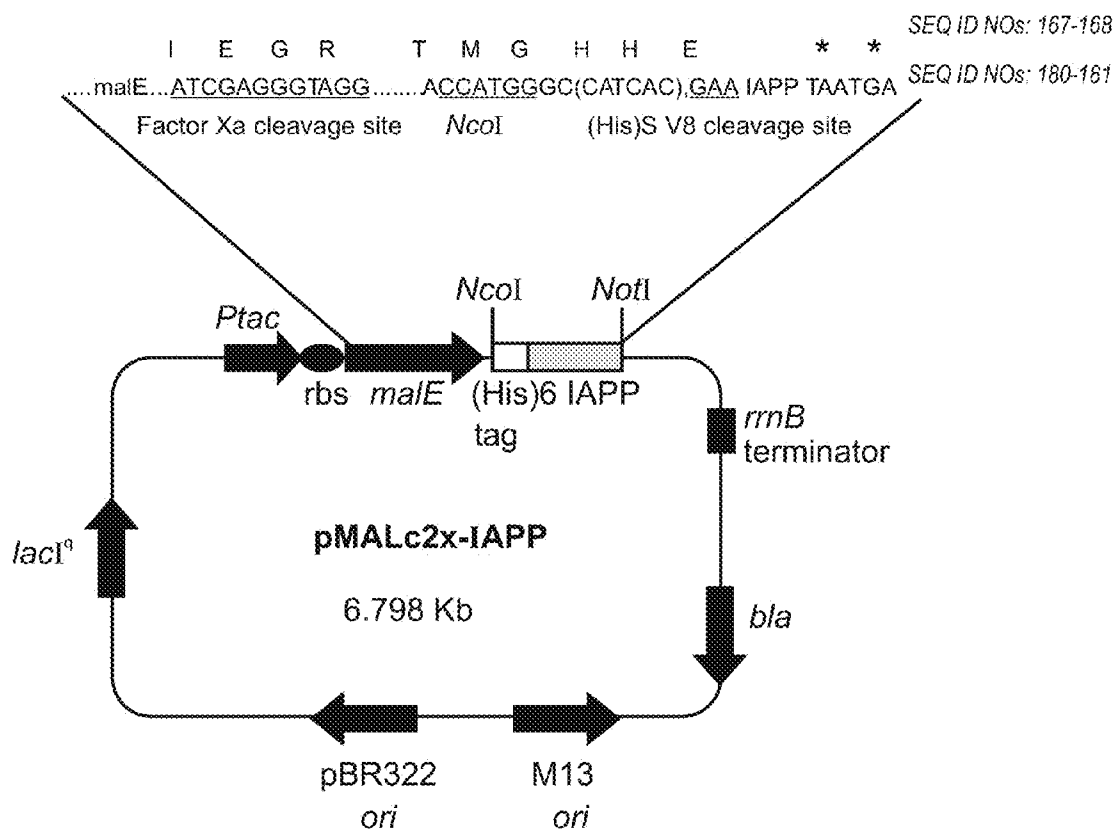 I E G R T M G H H E * * SEQ ID NOs: 167-168
....malE...ATCGAGGGTAGG.......ACCATGGGC(CATCAC),GAA IAPP TAATGA SEQ ID NOs: 180-161
Factor Xa cleavage site NcoI (His)S V8 cleavage site
NcoI NotI
Ptac
rbs malE (His)6 IAPP
tag
rrnB
terminator
pMALc2x-IAPP
lacIq
6.798 Kb
bla
pBR322 M13
ori ori